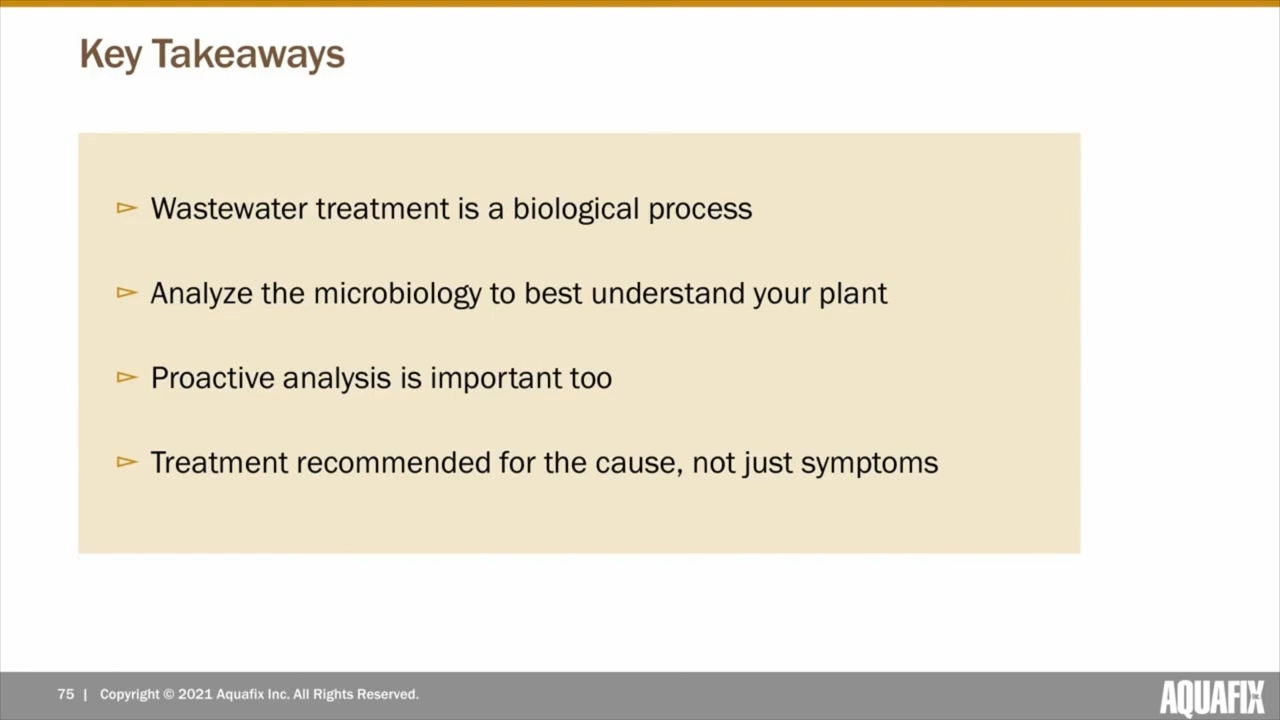 Key Takeaways
Wastewater treatment is a biological process
Analyze the microbiology to best understand your plant
Proactive analysis is important too
Treatment recommended for the cause, not just symptoms
75 | Copyright © 2021 Aquafix Inc. All Rights Reserved.
AQUAFIX INC.